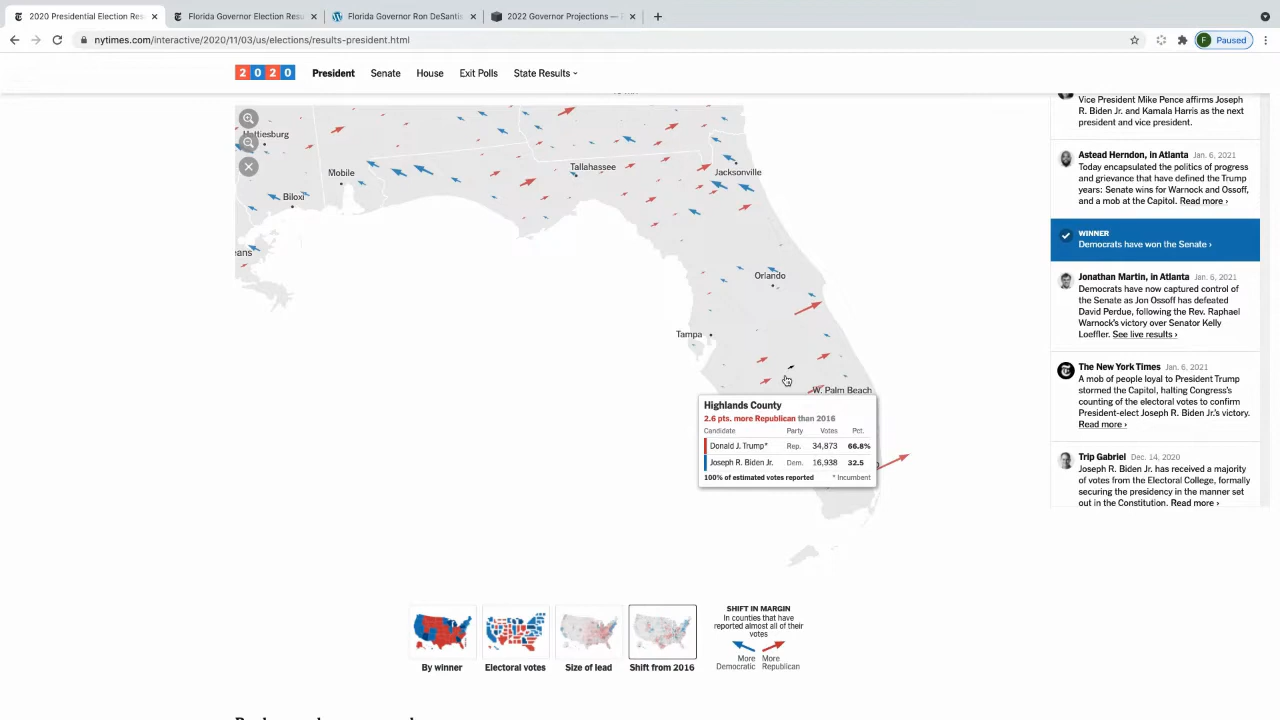 2020 Presidential Election Res
Florida Governor Election Resu
Florida Governor Ron DeSantis
2022 Governor Projections —
nytimes.com/interactive/2020/11/03/us/elections/results-president.html
F Paused
2020 President Senate House Exit Polls State Results
Hattiesburg
Mobile
Biloxi
eans
Tallahassee
Jacksonville
Orlando
Tampa
W. Palm Beach
Highlands County
2.6 pts. more Republican than 2016
Candidate Party Votes Pct.
Donald J. Trump* Rep. 34,873 66.8%
Joseph R. Biden Jr. Dem. 16,938 32.5
100% of estimated votes reported * Incumbent
By winner
Electoral votes
Size of lead
Shift from 2016
SHIFT IN MARGIN
In counties that have
reported almost all of their
votes
More Democratic
More Republican
Vice President Mike Pence affirms Joseph
R. Biden Jr. and Kamala Harris as the next
president and vice president.
Astead Herndon, in Atlanta Jan. 6, 2021
Today encapsulated the politics of progress
and grievance that have defined the Trump
years: Senate wins for Warnock and Ossoff,
and a mob at the Capitol. Read more ›
WINNER
Democrats have won the Senate ›
Jonathan Martin, in Atlanta Jan. 6, 2021
Democrats have now captured control of
the Senate as Jon Ossoff has defeated
David Perdue, following the Rev. Raphael
Warnock's victory over Senator Kelly
Loeffler. See live results ›
The New York Times Jan. 6, 2021
A mob of people loyal to President Trump
stormed the Capitol, halting Congress's
counting of the electoral votes to confirm
President-elect Joseph R. Biden Jr.'s victory.
Read more ›
Trip Gabriel Dec. 14, 2020
Joseph R. Biden Jr. has received a majority
of votes from the Electoral College, formally
securing the presidency in the manner set
out in the Constitution. Read more ›